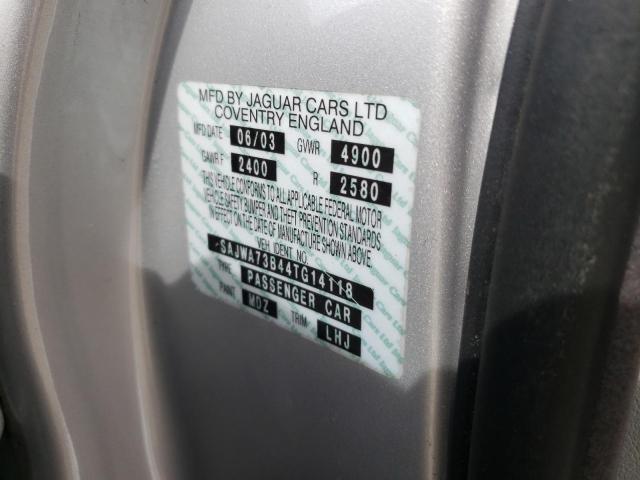 MFD BY JAGUAR CARS LTD
COVENTRY ENGLAND
MFD DATE 06/03 GVWR 4900
GAWR F 2400 R 2580
THIS VEHICLE CONFORMS TO ALL APPLICABLE FEDERAL MOTOR
VEHICLE SAFETY BUMPER AND THEFT PREVENTION STANDARDS
IN EFFECT ON THE DATE OF MANUFACTURE SHOWN ABOVE.
VEH. IDENT NO.
SAJWA73B44TG14118
TYPE PASSENGER CAR
PAINT MDZ TRIM LHJ